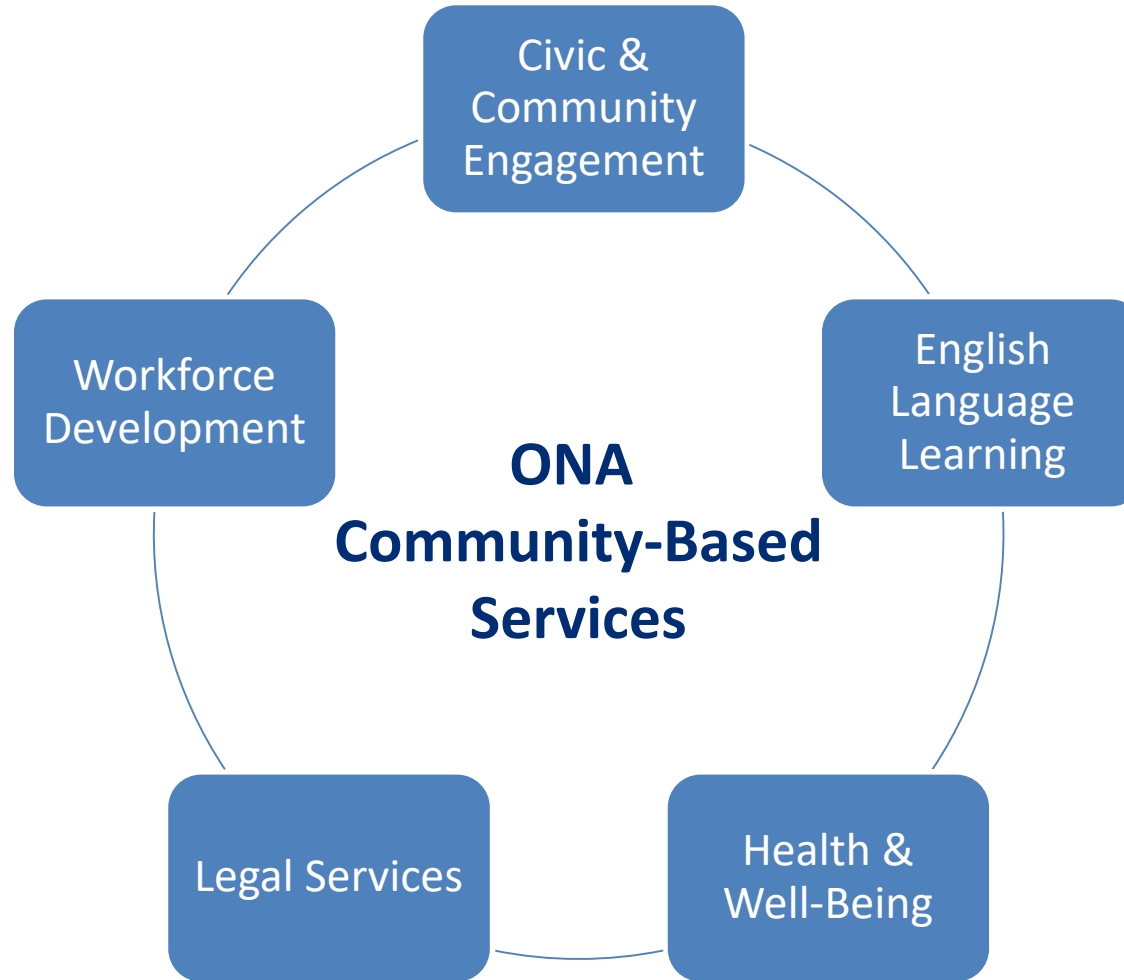 Civic &
Community
Engagement
English
Language
Learning
Health &
Well-Being
Legal Services
Workforce
Development
ONA
Community-Based
Services